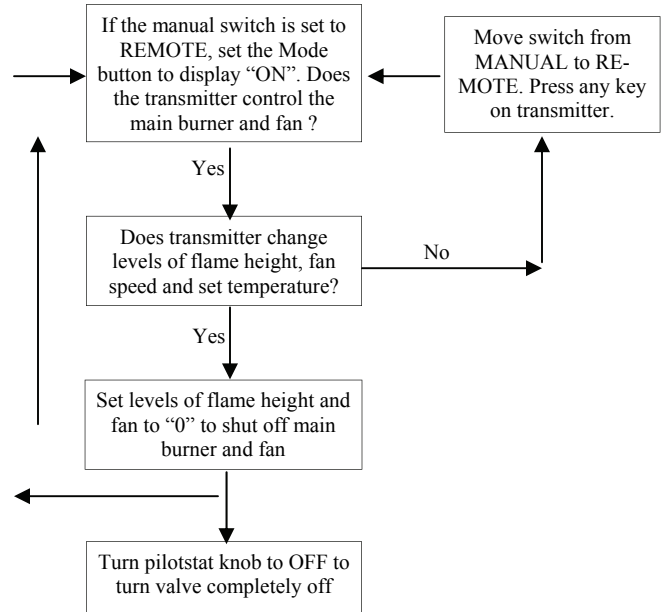 If the manual switch is set to
REMOTE, set the Mode
button to display “ON”. Does
the transmitter control the
main burner and fan ?
Move switch from
MANUAL to RE-
MOTE. Press any key
on transmitter.
Yes
Does transmitter change
levels of flame height, fan
speed and set temperature?
No
Yes
Set levels of flame height and
fan to “0” to shut off main
burner and fan
Turn pilotstat knob to OFF to
turn valve completely off